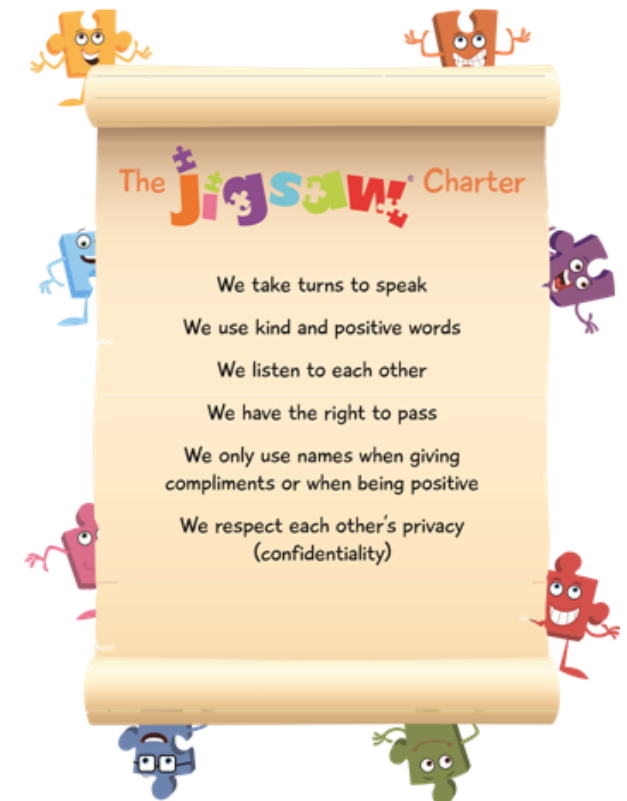 The jigsaw® Charter
We take turns to speak
We use kind and positive words
We listen to each other
We have the right to pass
We only use names when giving
compliments or when being positive
We respect each other's privacy
(confidentiality)